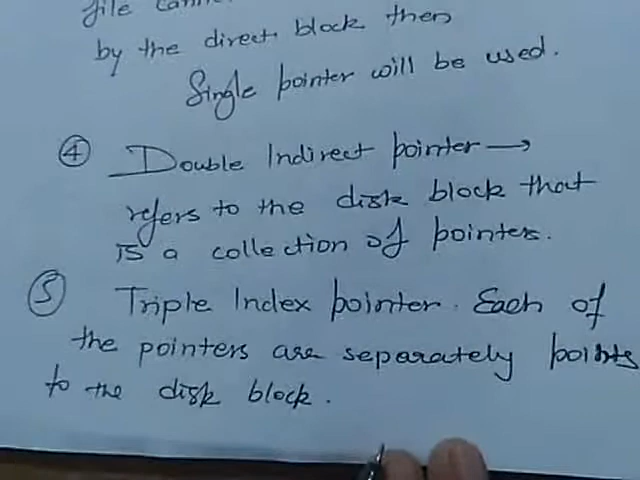 file cann
by the direct block then
Single pointer will be used.
④ Double Indirect pointer →
refers to the disk block that
is a collection of pointers.
⑤ Triple Index pointer. Each of
the pointers are separately points
to the disk block.